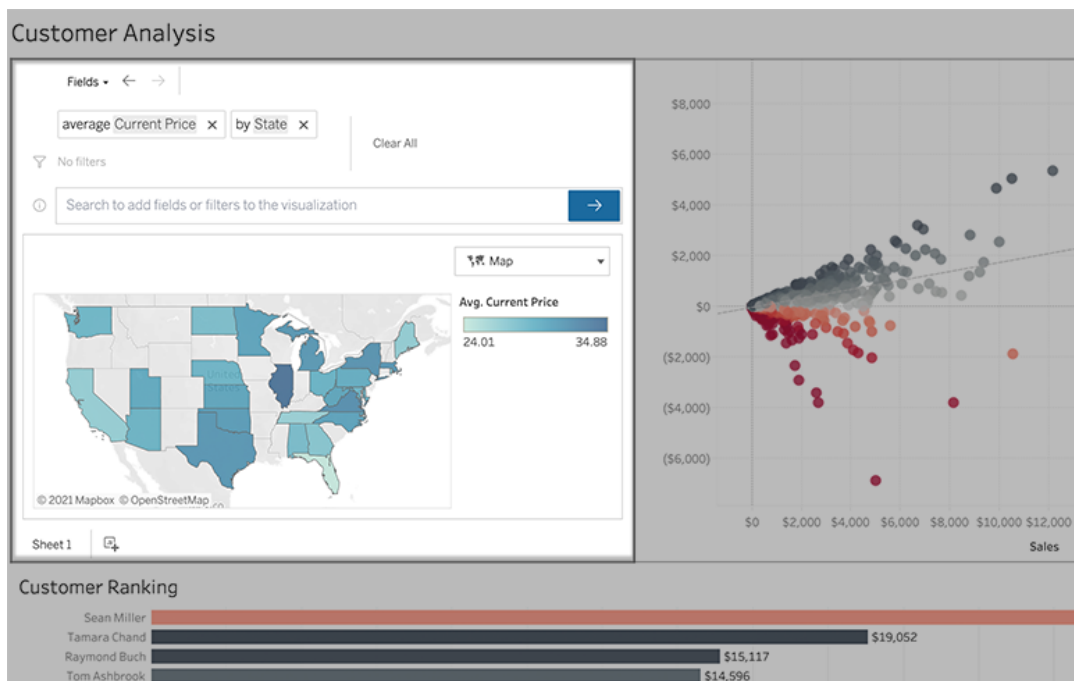 Customer Analysis
Fields
average Current Price × by State ×
Clear All
No filters
Search to add fields or filters to the visualization
Map
Avg. Current Price
24.01 34.88
United
States
© 2021 Mapbox © OpenStreetMap
Sheet 1
$8,000
$6,000
$4,000
$2,000
$0
($2,000)
($4,000)
($6,000)
$0 $2,000 $4,000 $6,000 $8,000 $10,000 $12,000
Sales
Customer Ranking
Sean Miller
Tamara Chand $19,052
Raymond Buch $15,117
Tom Ashbrook $14,596